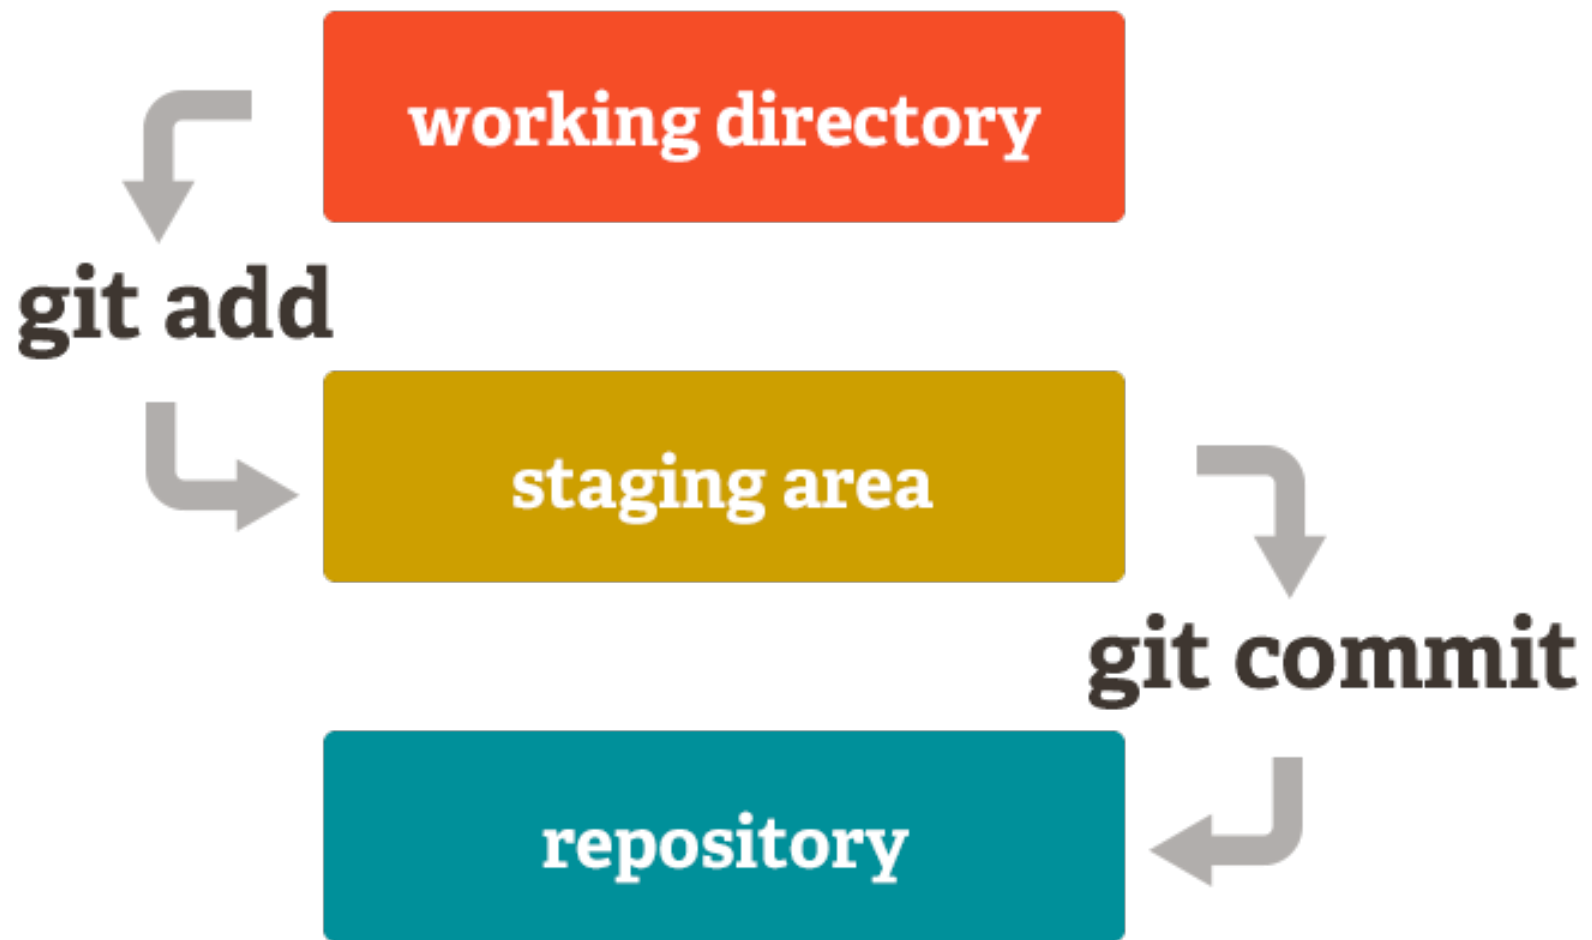 working directory
git add
staging area
git commit
repository